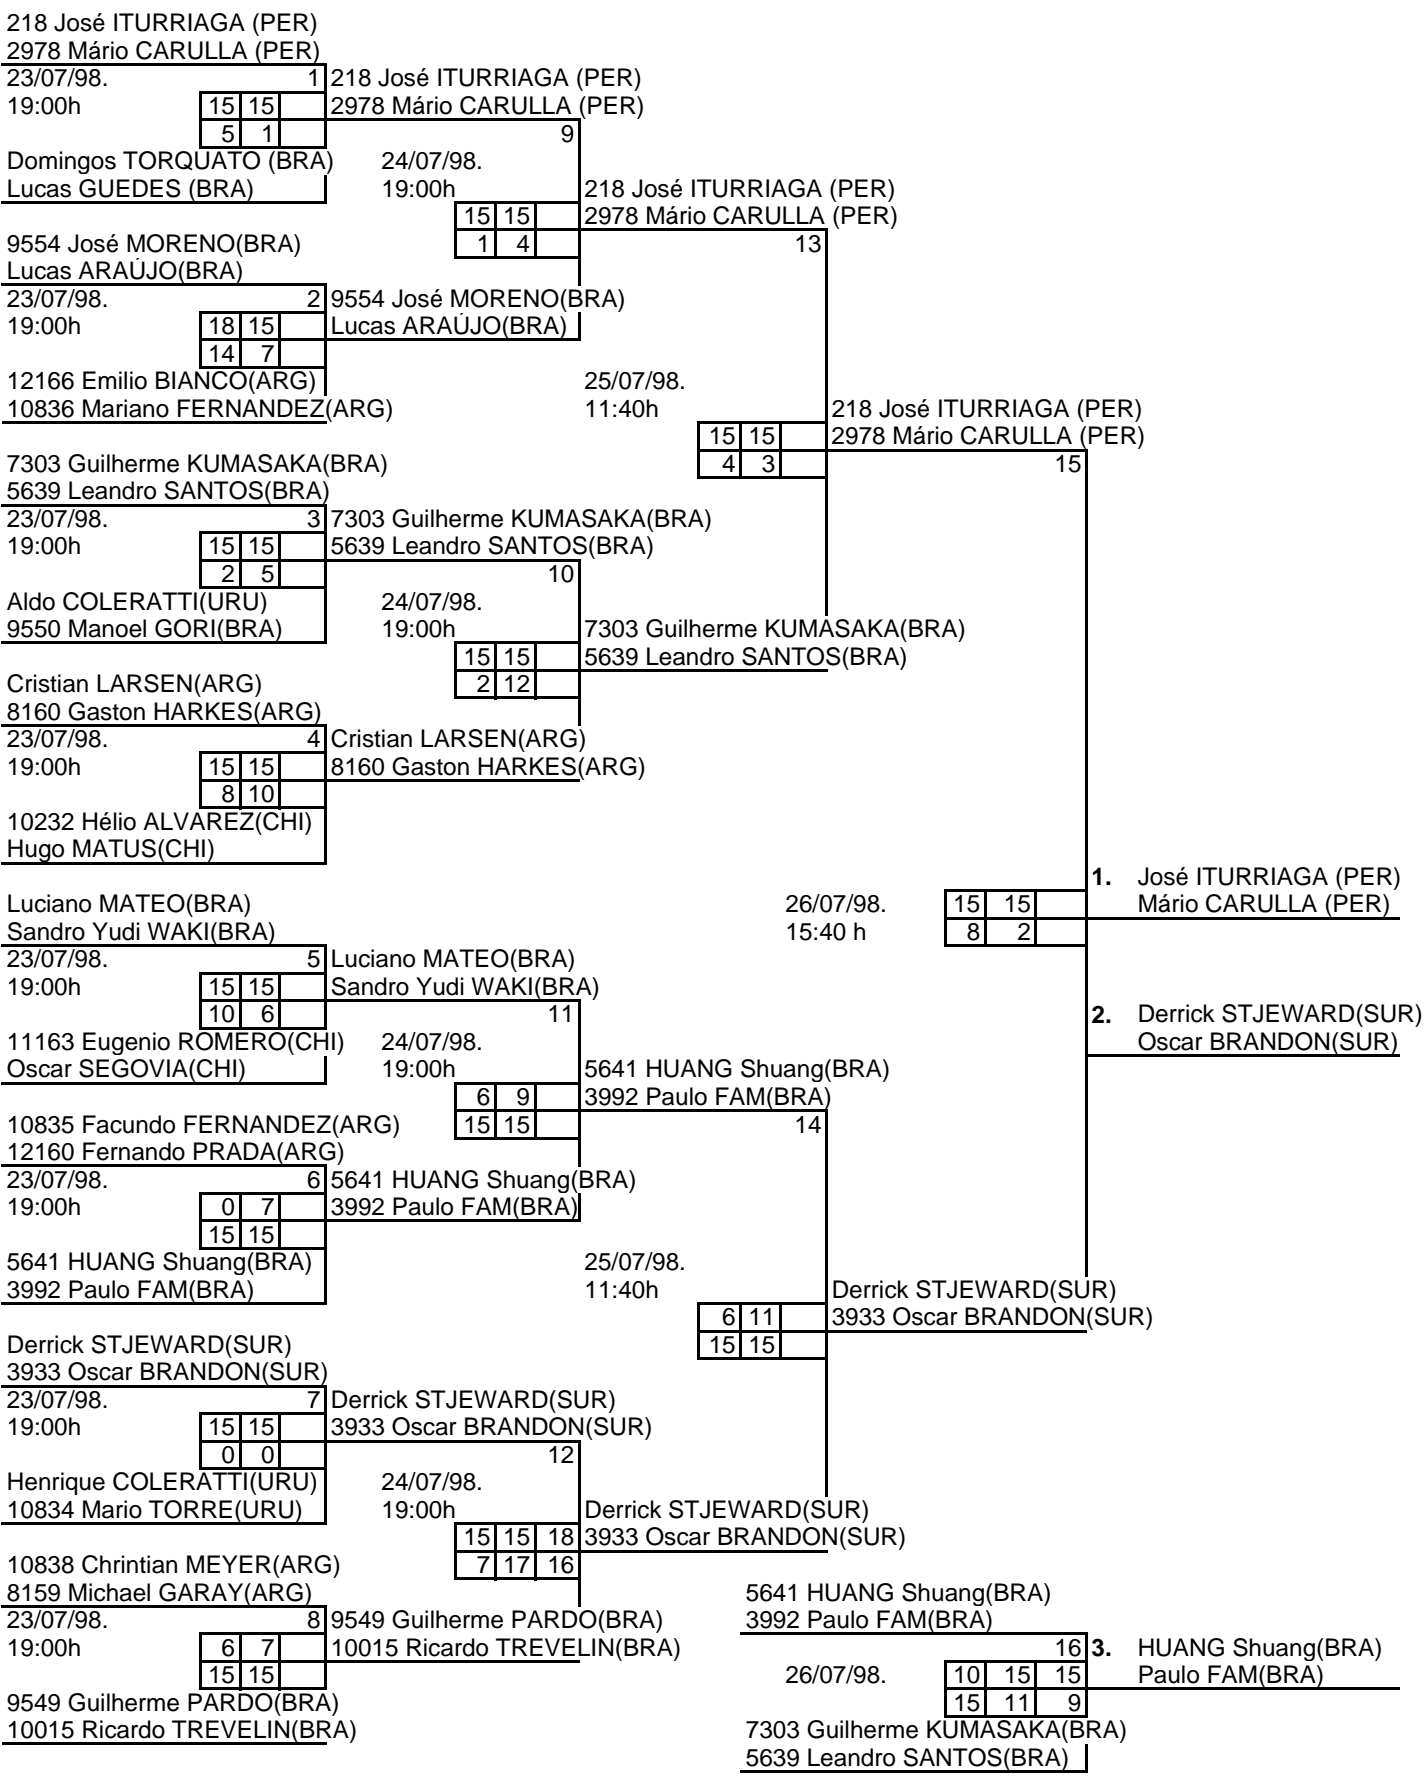 218 José ITURRIAGA (PER)
2978 Mário CARULLA (PER)
23/07/98. 1 218 José ITURRIAGA (PER)
19:00h 15 15 2978 Mário CARULLA (PER)
5 1 9
Domingos TORQUATO (BRA) 24/07/98.
Lucas GUEDES (BRA) 19:00h 218 José ITURRIAGA (PER)
15 15 2978 Mário CARULLA (PER)
9554 José MORENO(BRA) 1 4 13
Lucas ARAÚJO(BRA)
23/07/98. 2 9554 José MORENO(BRA)
19:00h 18 15 Lucas ARAÚJO(BRA)
14 7
12166 Emilio BIANCO(ARG) 25/07/98.
10836 Mariano FERNANDEZ(ARG) 11:40h 218 José ITURRIAGA (PER)
15 15 2978 Mário CARULLA (PER)
7303 Guilherme KUMASAKA(BRA) 4 3 15
5639 Leandro SANTOS(BRA)
23/07/98. 3 7303 Guilherme KUMASAKA(BRA)
19:00h 15 15 5639 Leandro SANTOS(BRA)
2 5 10
Aldo COLERATTI(URU) 24/07/98.
9550 Manoel GORI(BRA) 19:00h 7303 Guilherme KUMASAKA(BRA)
15 15 5639 Leandro SANTOS(BRA)
Cristian LARSEN(ARG) 2 12
8160 Gaston HARKES(ARG)
23/07/98. 4 Cristian LARSEN(ARG)
19:00h 15 15 8160 Gaston HARKES(ARG)
8 10
10232 Hélio ALVAREZ(CHI)
Hugo MATUS(CHI)
1. José ITURRIAGA (PER)
Luciano MATEO(BRA) 26/07/98. 15 15 Mário CARULLA (PER)
Sandro Yudi WAKI(BRA) 15:40 h 8 2
23/07/98. 5 Luciano MATEO(BRA)
19:00h 15 15 Sandro Yudi WAKI(BRA)
10 6 11 2. Derrick STJEWARD(SUR)
11163 Eugenio ROMERO(CHI) 24/07/98. Oscar BRANDON(SUR)
Oscar SEGOVIA(CHI) 19:00h 5641 HUANG Shuang(BRA)
6 9 3992 Paulo FAM(BRA)
10835 Facundo FERNANDEZ(ARG) 15 15 14
12160 Fernando PRADA(ARG)
23/07/98. 6 5641 HUANG Shuang(BRA)
19:00h 0 7 3992 Paulo FAM(BRA)
15 15
5641 HUANG Shuang(BRA) 25/07/98.
3992 Paulo FAM(BRA) 11:40h Derrick STJEWARD(SUR)
6 11 3933 Oscar BRANDON(SUR)
Derrick STJEWARD(SUR) 15 15
3933 Oscar BRANDON(SUR)
23/07/98. 7 Derrick STJEWARD(SUR)
19:00h 15 15 3933 Oscar BRANDON(SUR)
0 0 12
Henrique COLERATTI(URU) 24/07/98.
10834 Mario TORRE(URU) 19:00h Derrick STJEWARD(SUR)
15 15 18 3933 Oscar BRANDON(SUR)
10838 Chrintian MEYER(ARG) 7 17 16
8159 Michael GARAY(ARG) 5641 HUANG Shuang(BRA)
23/07/98. 8 9549 Guilherme PARDO(BRA) 3992 Paulo FAM(BRA)
19:00h 6 7 10015 Ricardo TREVELIN(BRA) 16 3. HUANG Shuang(BRA)
15 15 26/07/98. 10 15 15 Paulo FAM(BRA)
9549 Guilherme PARDO(BRA) 15 11 9
10015 Ricardo TREVELIN(BRA) 7303 Guilherme KUMASAKA(BRA)
5639 Leandro SANTOS(BRA)